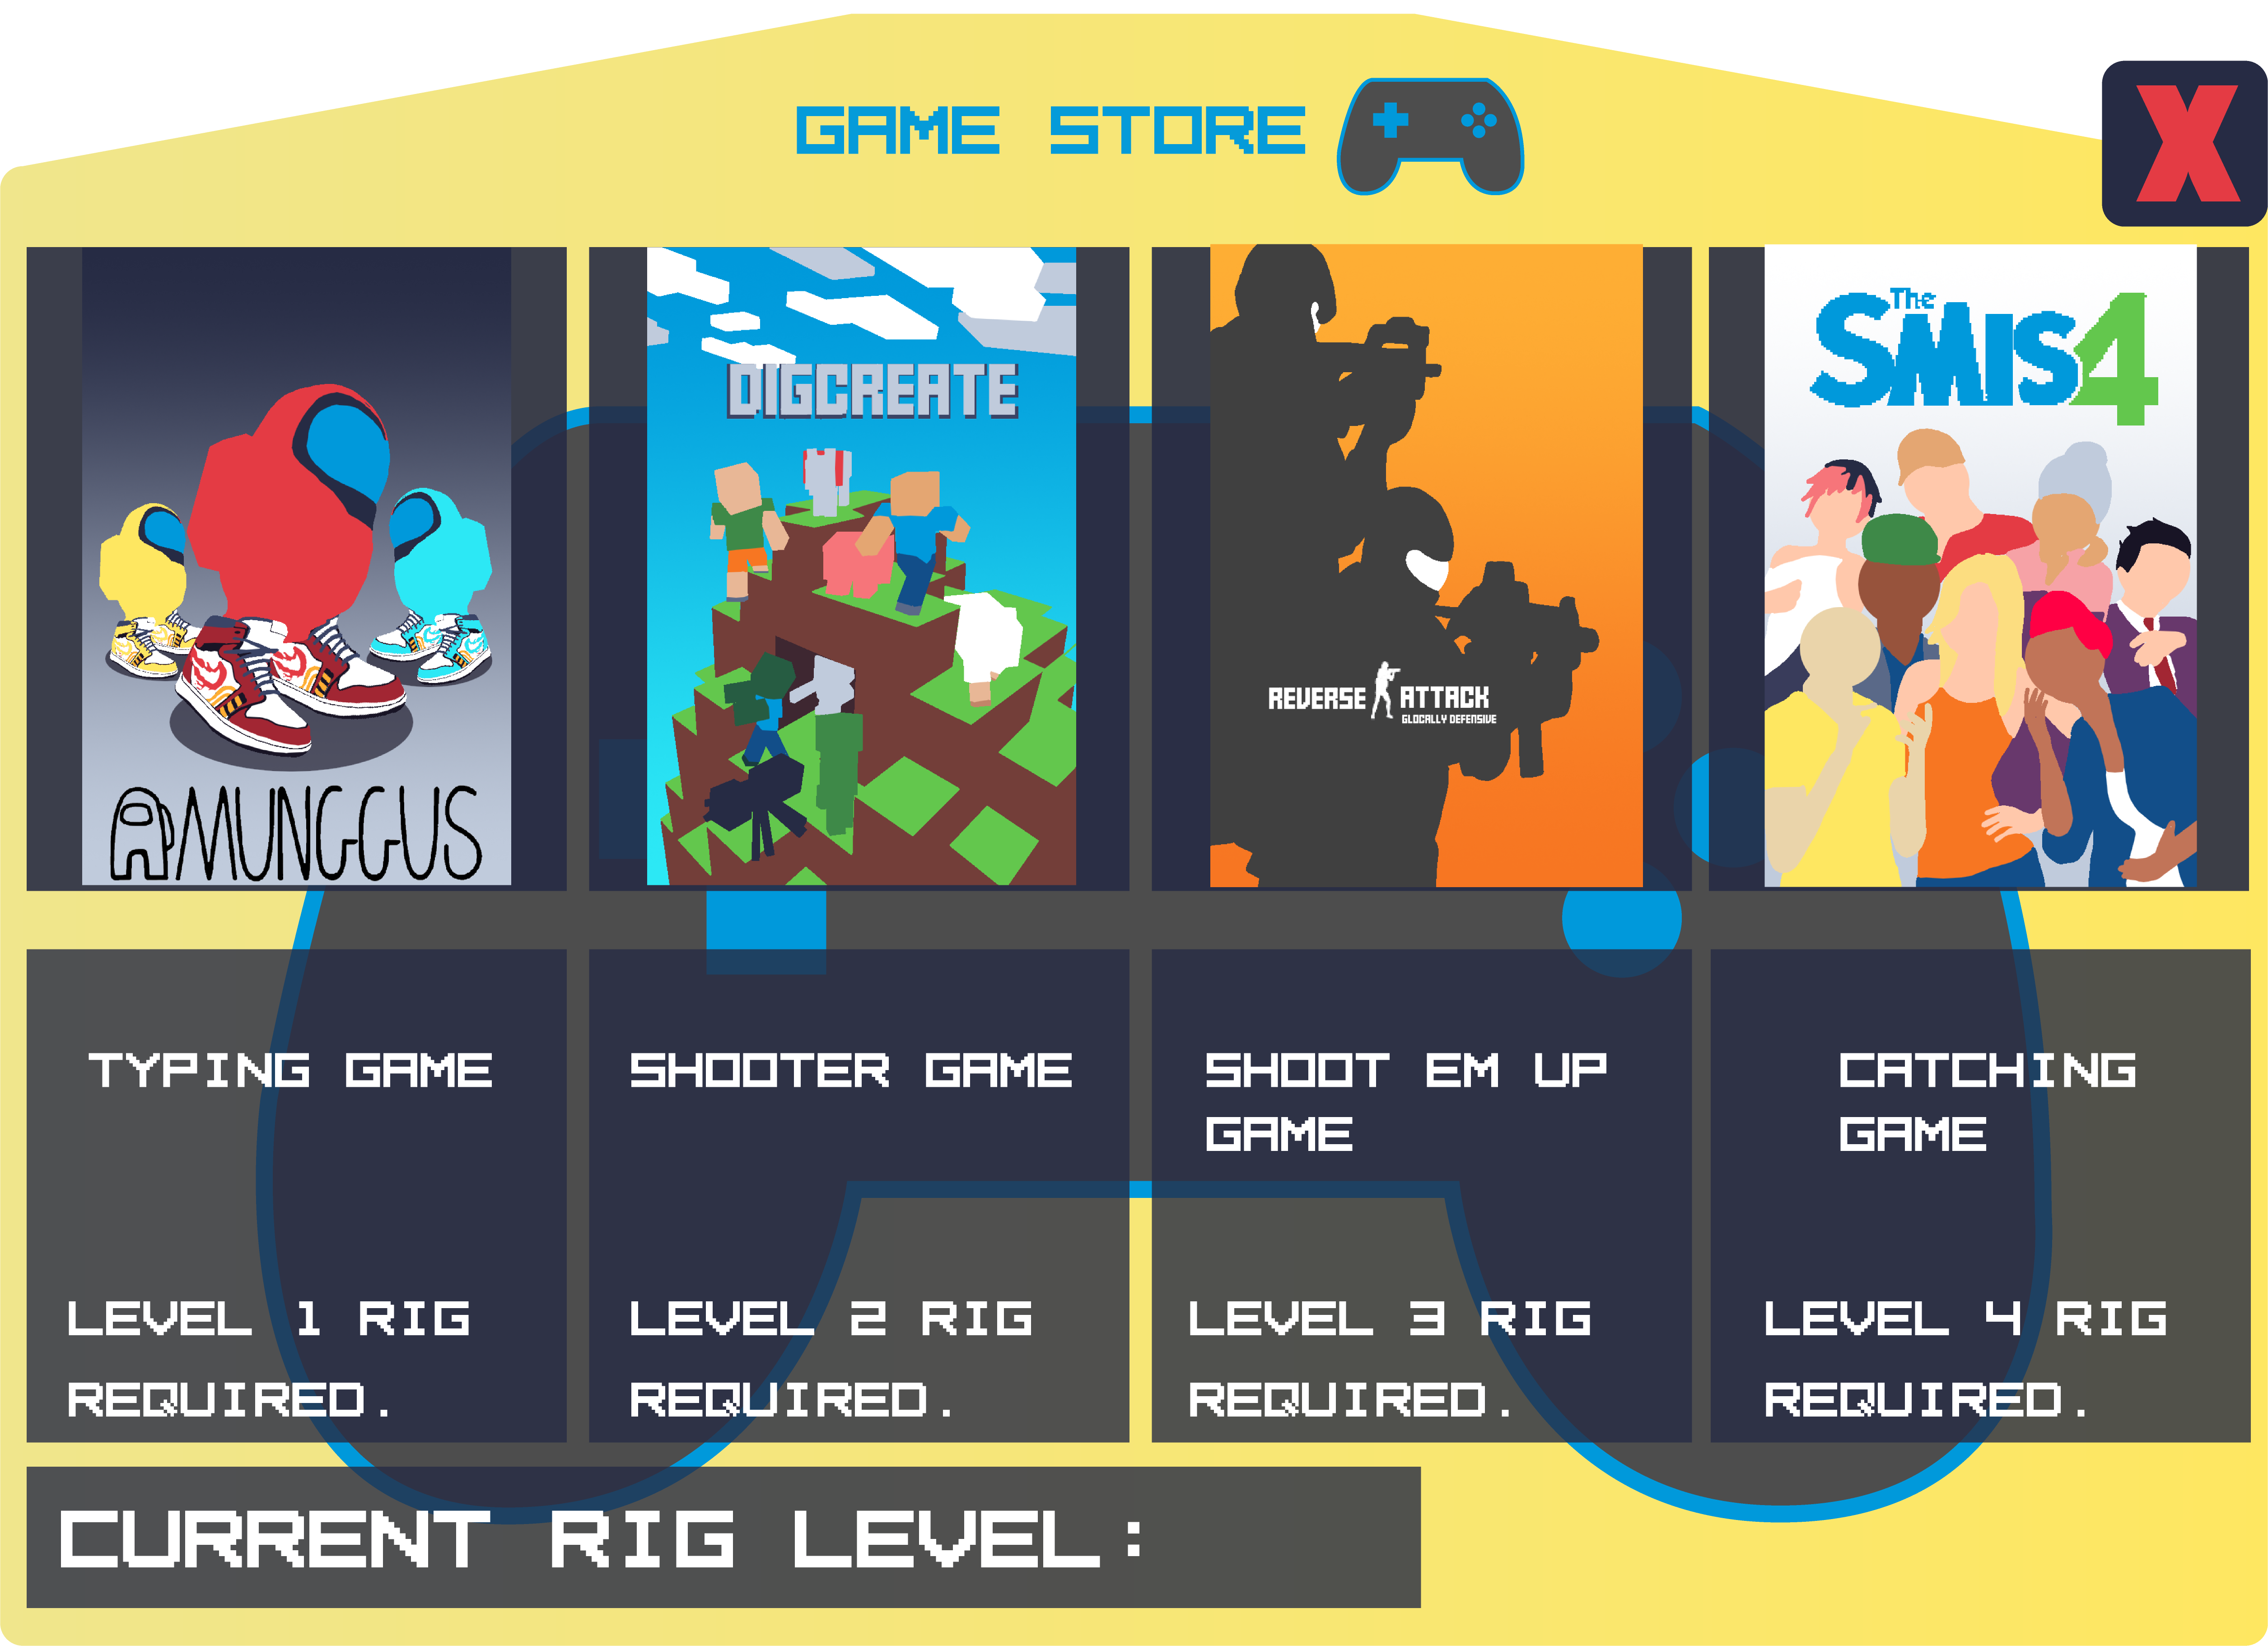 GAME STORE
X
AMUNGGUS
DIGCREATE
REVERSE ATTACK
GLOCALLY DEFENSIVE
The
SMIS 4
TYPING GAME
LEVEL 1 RIG
REQUIRED.
SHOOTER GAME
LEVEL 2 RIG
REQUIRED.
SHOOT EM UP
GAME
LEVEL 3 RIG
REQUIRED.
CATCHING
GAME
LEVEL 4 RIG
REQUIRED.
CURRENT RIG LEVEL: